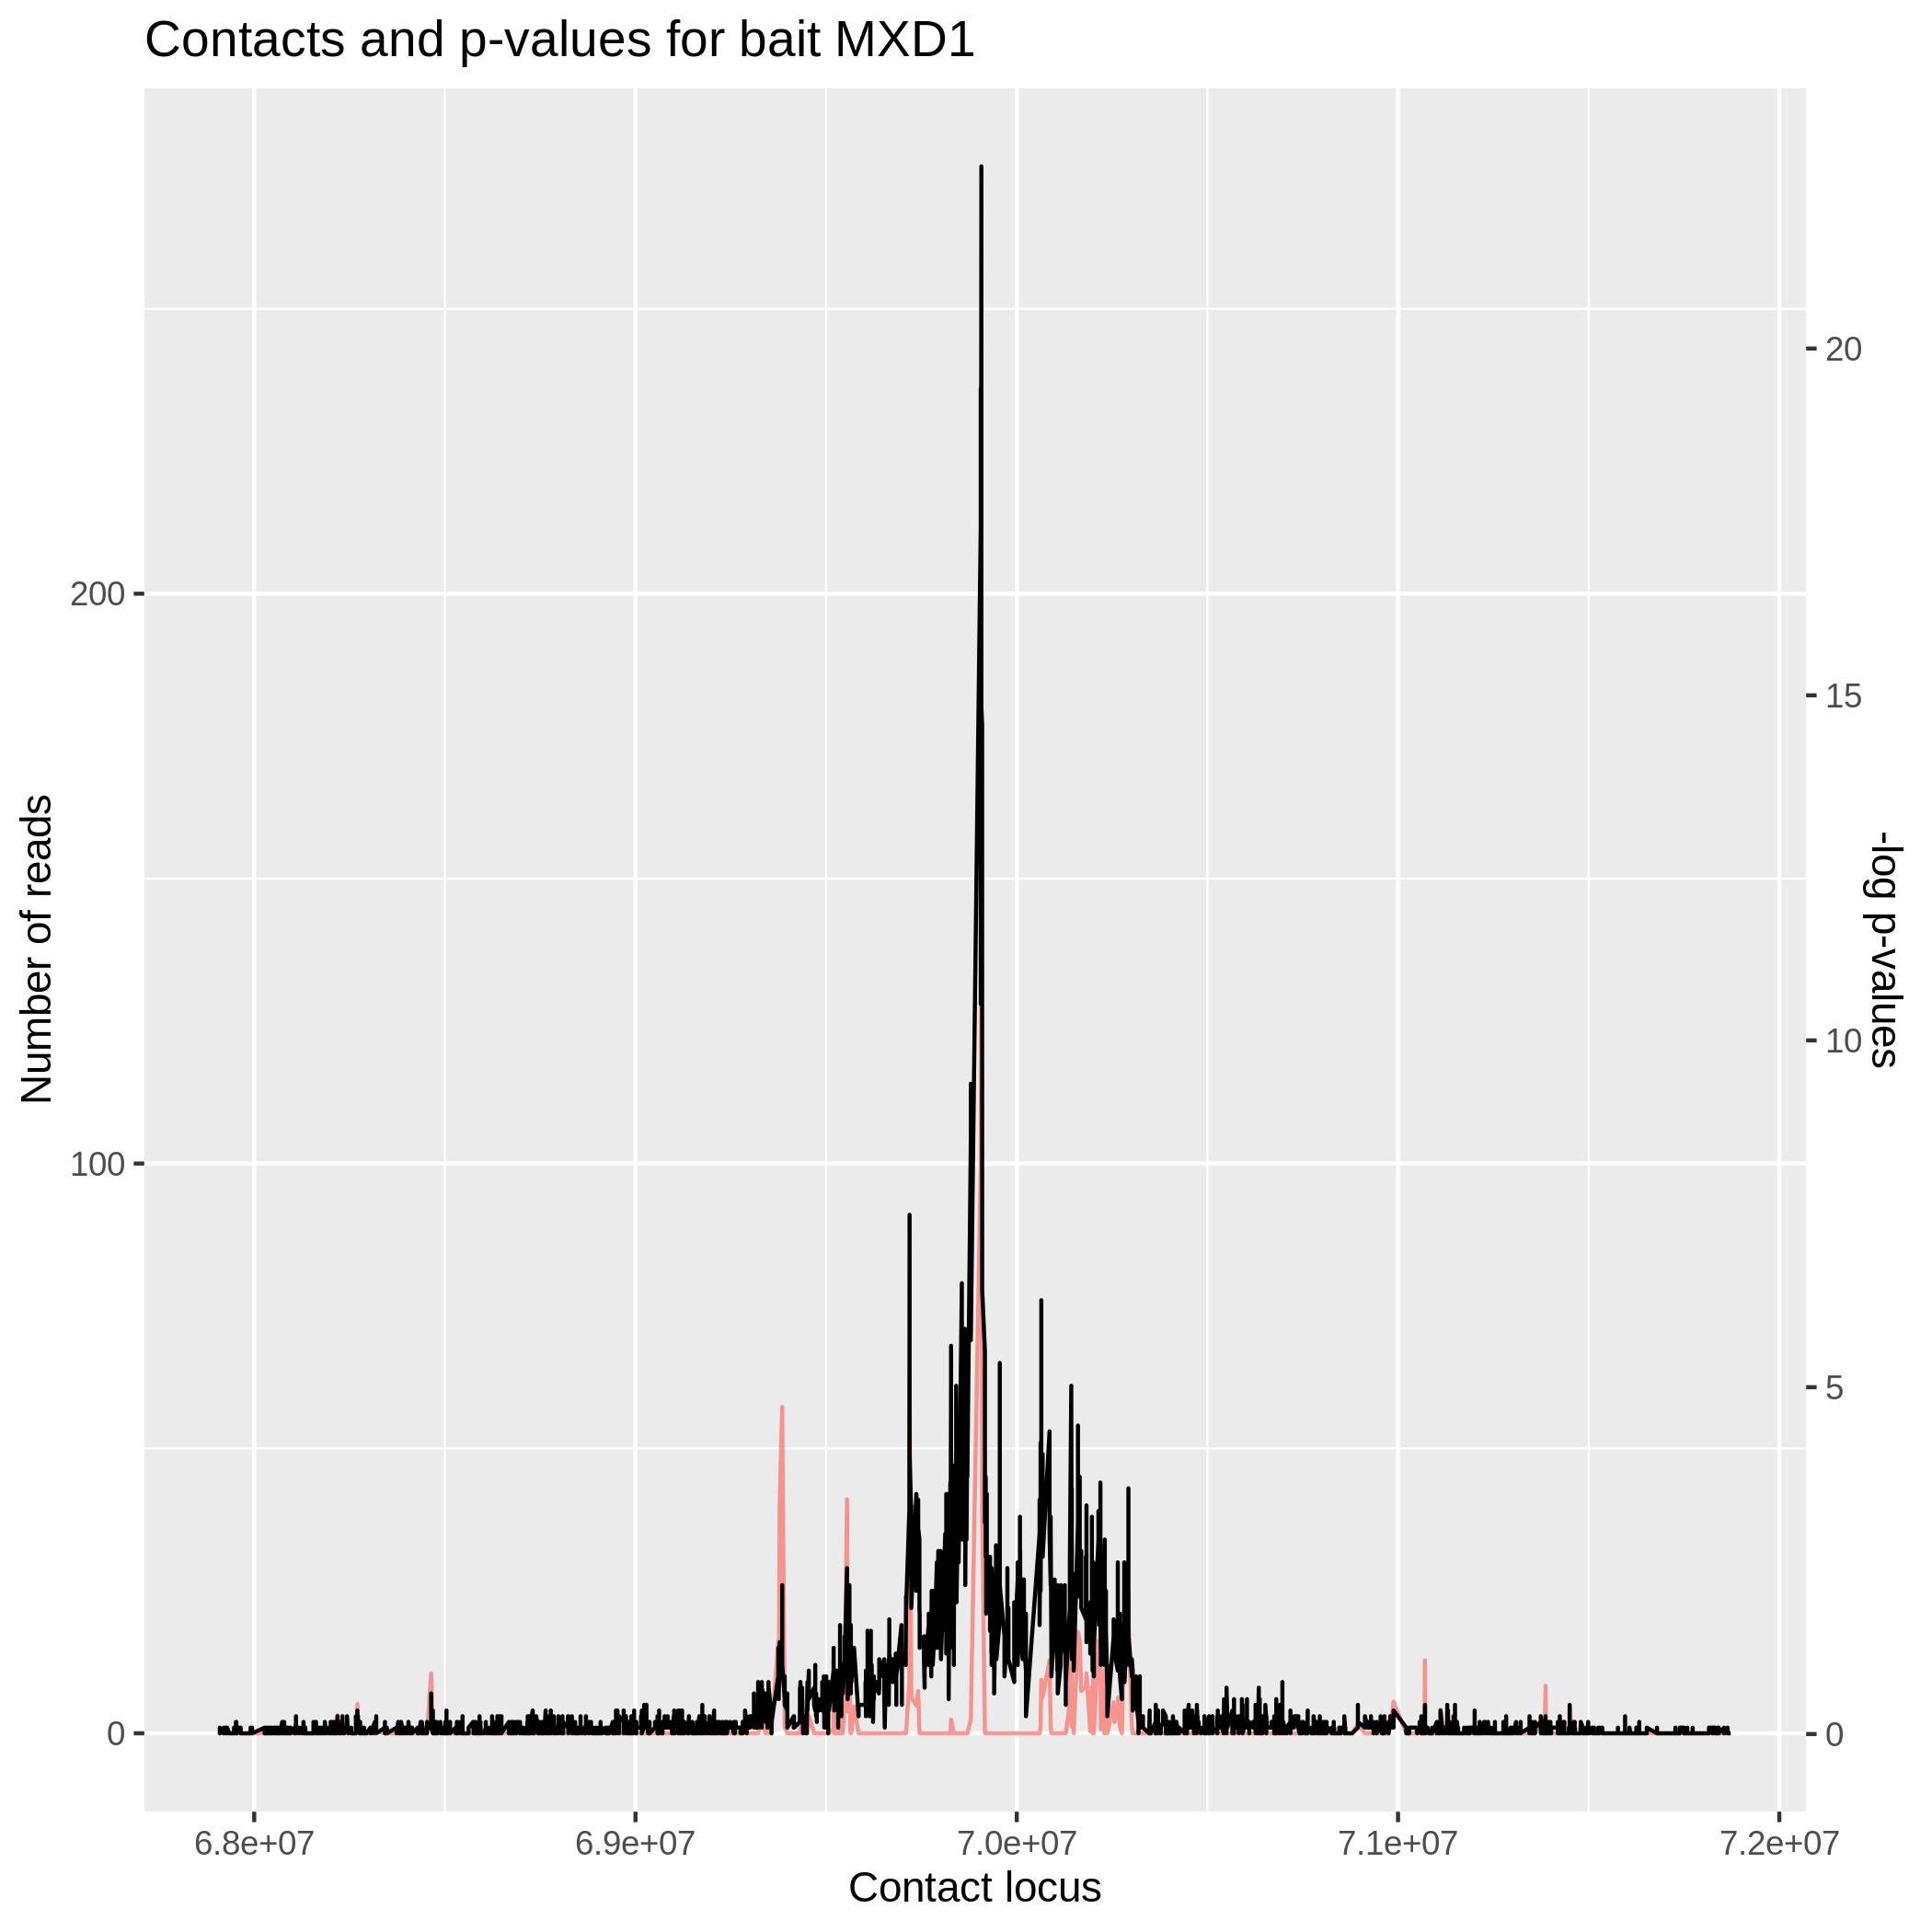 Contacts and p-values for bait MXD1
Number of reads
200
100
0
20
15
10
5
0
-log p-values
6.8e+07 6.9e+07 7.0e+07 7.1e+07 7.2e+07
Contact locus